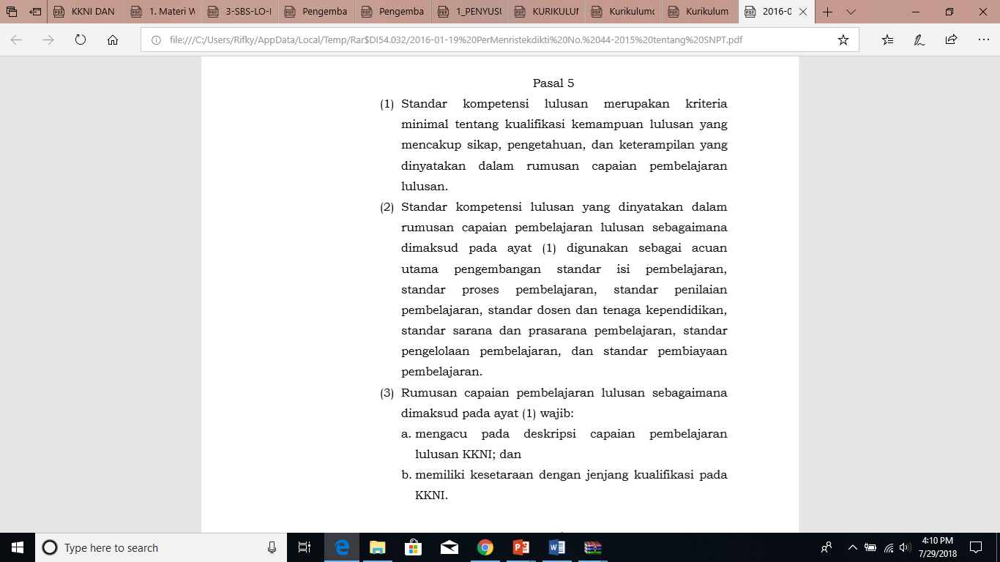 KKNI DAN
1. Materi W
3-SBS-LO-I
Pengemba
Pengemba
1_PENYUSU
KURIKULUM
Kurikulumo
Kurikulum
2016-0
file:///C:/Users/Rifky/AppData/Local/Temp/Rar$DI54.032/2016-01-19%20PerMenristekdikti%20No.%2044-2015%20tentang%20SNPT.pdf
Pasal 5
(1) Standar kompetensi lulusan merupakan kriteria
minimal tentang kualifikasi kemampuan lulusan yang
mencakup sikap, pengetahuan, dan keterampilan yang
dinyatakan dalam rumusan capaian pembelajaran
lulusan.
(2) Standar kompetensi lulusan yang dinyatakan dalam
rumusan capaian pembelajaran lulusan sebagaimana
dimaksud pada ayat (1) digunakan sebagai acuan
utama pengembangan standar isi pembelajaran,
standar proses pembelajaran, standar penilaian
pembelajaran, standar dosen dan tenaga kependidikan,
standar sarana dan prasarana pembelajaran, standar
pengelolaan pembelajaran, dan standar pembiayaan
pembelajaran.
(3) Rumusan capaian pembelajaran lulusan sebagaimana
dimaksud pada ayat (1) wajib:
a. mengacu pada deskripsi capaian pembelajaran
lulusan KKNI; dan
b. memiliki kesetaraan dengan jenjang kualifikasi pada
KKNI.
Type here to search
4:10 PM
7/29/2018